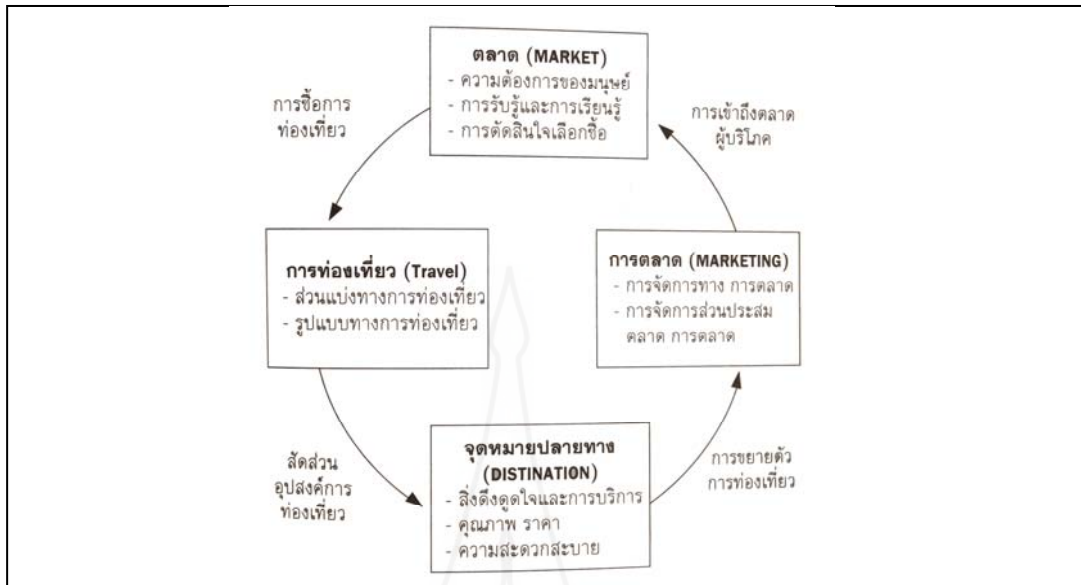 ตลาด (MARKET)
- ความต้องการของมนุษย์
- การรับรู้และการเรียนรู้
- การตัดสินใจเลือกซื้อ
การซื้อการ
ท่องเที่ยว
การเข้าถึงตลาด
ผู้บริโภค
การท่องเที่ยว (Travel)
- ส่วนแบ่งทางการท่องเที่ยว
- รูปแบบทางการท่องเที่ยว
การตลาด (MARKETING)
- การจัดการทาง การตลาด
- การจัดการส่วนประสม
ตลาด การตลาด
จุดหมายปลายทาง
(DISTINATION)
- สิ่งดึงดูดใจและการบริการ
- คุณภาพ ราคา
- ความสะดวกสะบาย
สัดส่วน
อุปสงค์การ
ท่องเที่ยว
การขยายตัว
การท่องเที่ยว